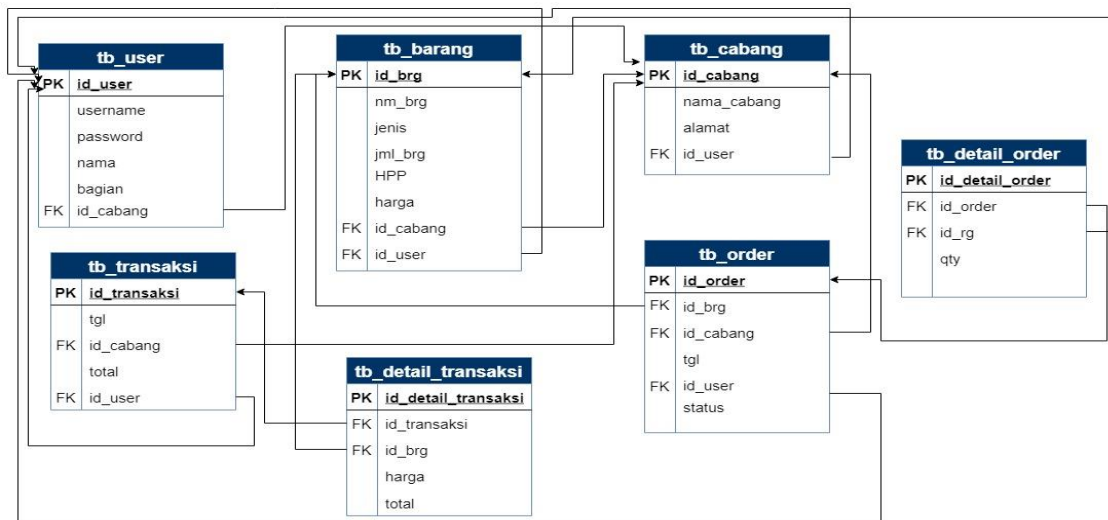 tb_user
PK id_user
username
password
nama
bagian
FK id_cabang
tb_barang
PK id_brg
nm_brg
jenis
jml_brg
HPP
harga
FK id_cabang
FK id_user
tb_cabang
PK id_cabang
nama_cabang
alamat
FK id_user
tb_detail_order
PK id_detail_order
FK id_order
FK id_rg
qty
tb_transaksi
PK id_transaksi
tgl
FK id_cabang
total
FK id_user
tb_detail_transaksi
PK id_detail_transaksi
FK id_transaksi
FK id_brg
harga
total
tb_order
PK id_order
FK id_brg
FK id_cabang
tgl
FK id_user
status